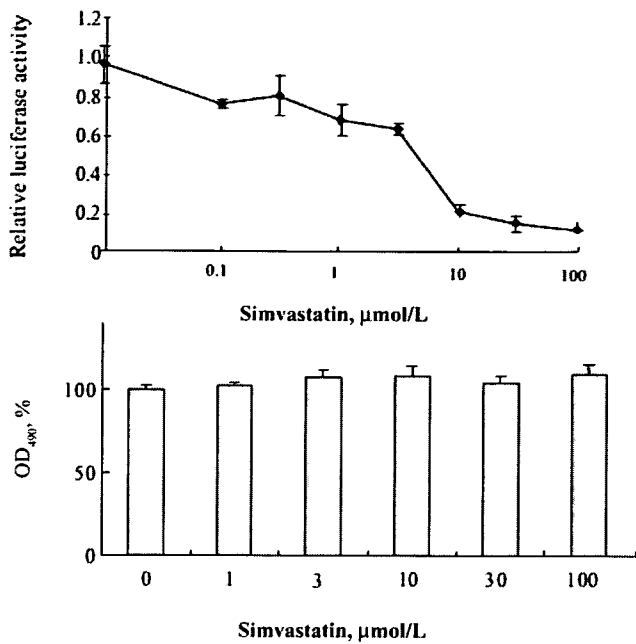 Relative luciferase activity
1.2
1.0
0.8
0.6
0.4
0.2
0
0.1 1 10 100
Simvastatin, μmol/L
OD490, %
100
50
0
0 1 3 10 30 100
Simvastatin, μmol/L